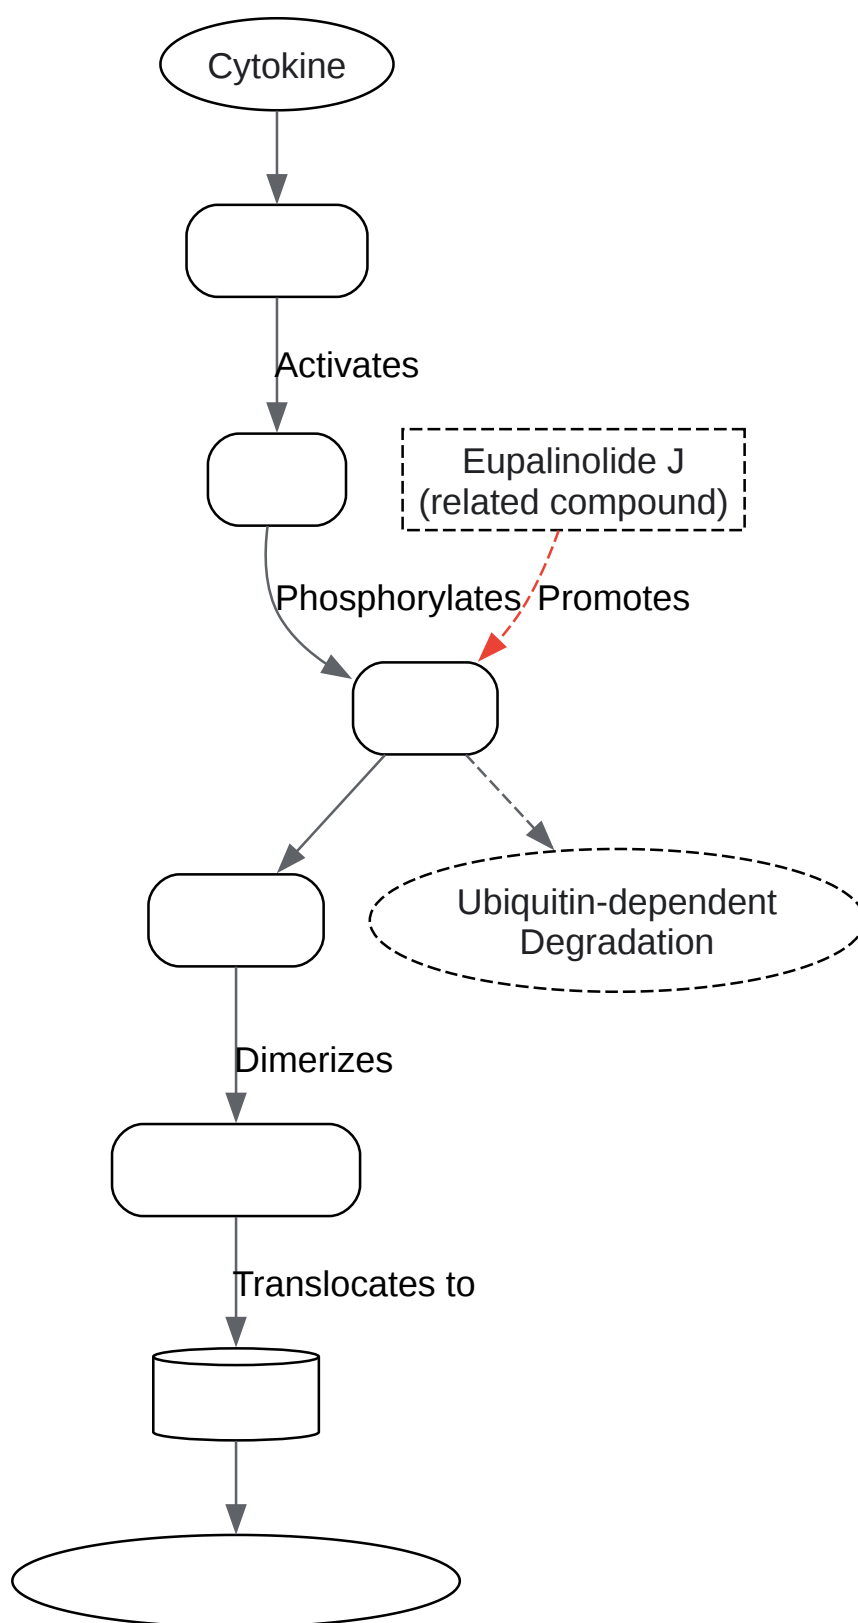 Cytokine
Activates
Eupalinolide J
(related compound)
Phosphorylates
Promotes
Ubiquitin-dependent
Degradation
Dimerizes
Translocates to